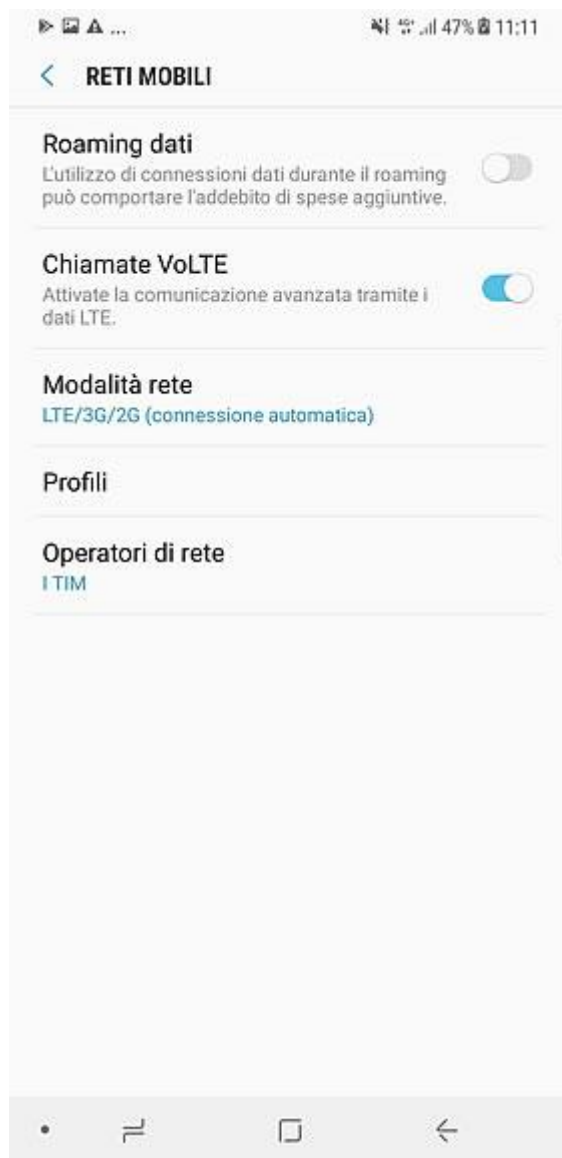 ... 47% 11:11
RETI MOBILI
Roaming dati
L'utilizzo di connessioni dati durante il roaming
può comportare l'addebito di spese aggiuntive.
Chiamate VoLTE
Attivate la comunicazione avanzata tramite i
dati LTE.
Modalità rete
LTE/3G/2G (connessione automatica)
Profili
Operatori di rete
I TIM